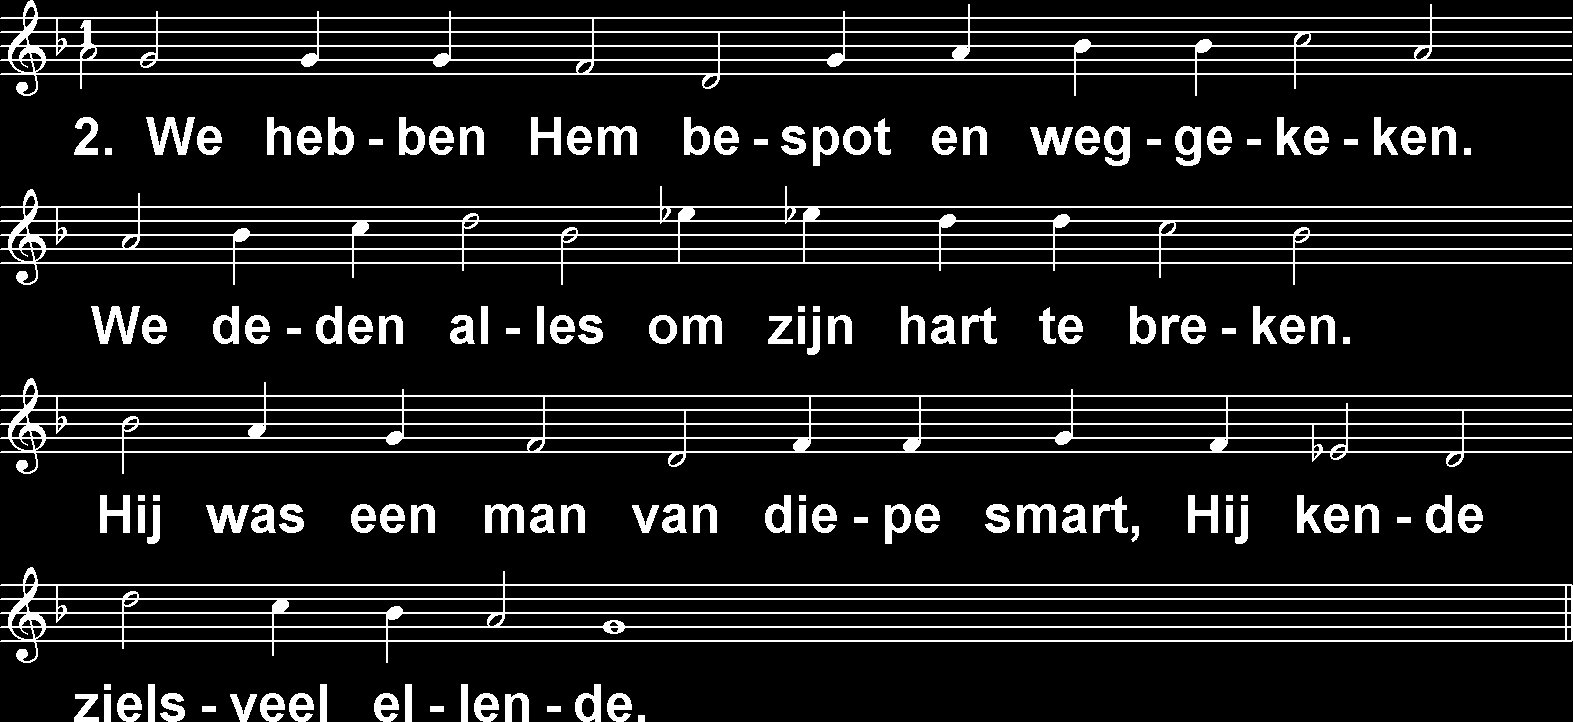 1
2. We heb - ben Hem be - spot en weg - ge - ke - ken.
We de - den al - les om zijn hart te bre - ken.
Hij was een man van die - pe smart, Hij ken - de
ziels - veel el - len - de.